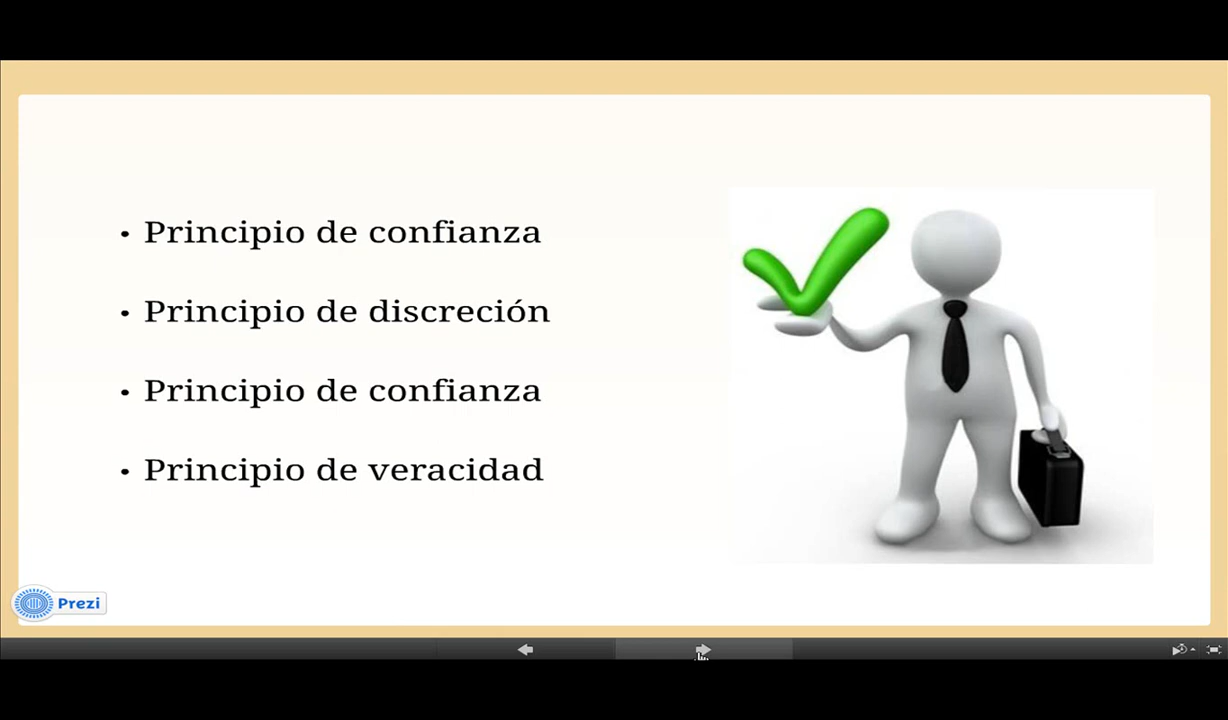 • Principio de confianza
• Principio de discreción
• Principio de confianza
• Principio de veracidad
Prezi